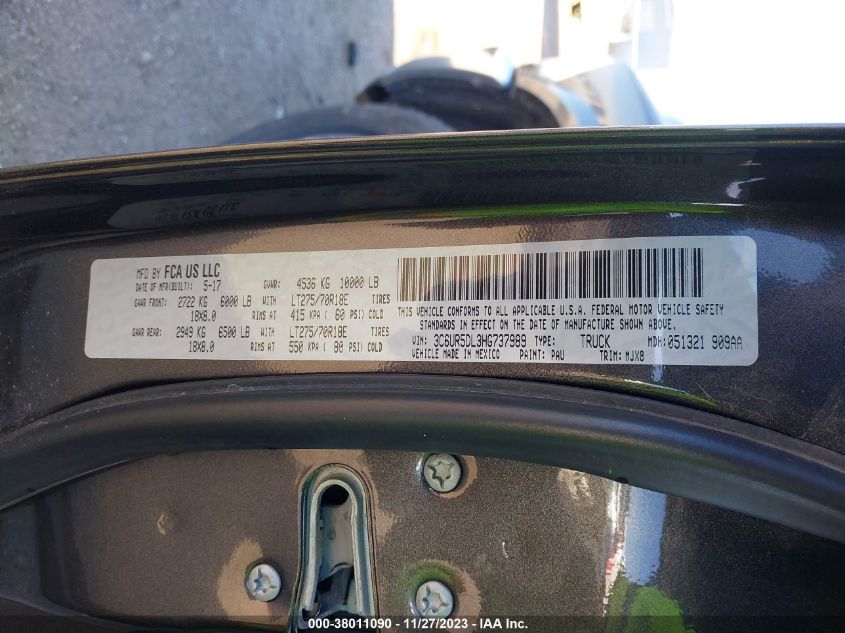 MFD BY FCA US LLC
DATE OF MFR(BUILT): 5-17 GVWR: 4536 KG 10000 LB
GAWR FRONT: 2722 KG 6000 LB WITH LT275/70R18E TIRES
18X8.0 RIMS AT 415 KPA ( 60 PSI) COLD
GAWR REAR: 2949 KG 6500 LB WITH LT275/70R18E TIRES
18X8.0 RIMS AT 550 KPA ( 80 PSI) COLD
THIS VEHICLE CONFORMS TO ALL APPLICABLE U.S.A. FEDERAL MOTOR VEHICLE SAFETY
STANDARDS IN EFFECT ON THE DATE OF MANUFACTURE SHOWN ABOVE.
VIN: 3C6UR5DL3HG737989 TYPE: TRUCK MDH: 051321 909AA
VEHICLE MADE IN MEXICO PAINT: PAU TRIM: MJX8
000-38011090 - 11/27/2023 - IAA Inc.